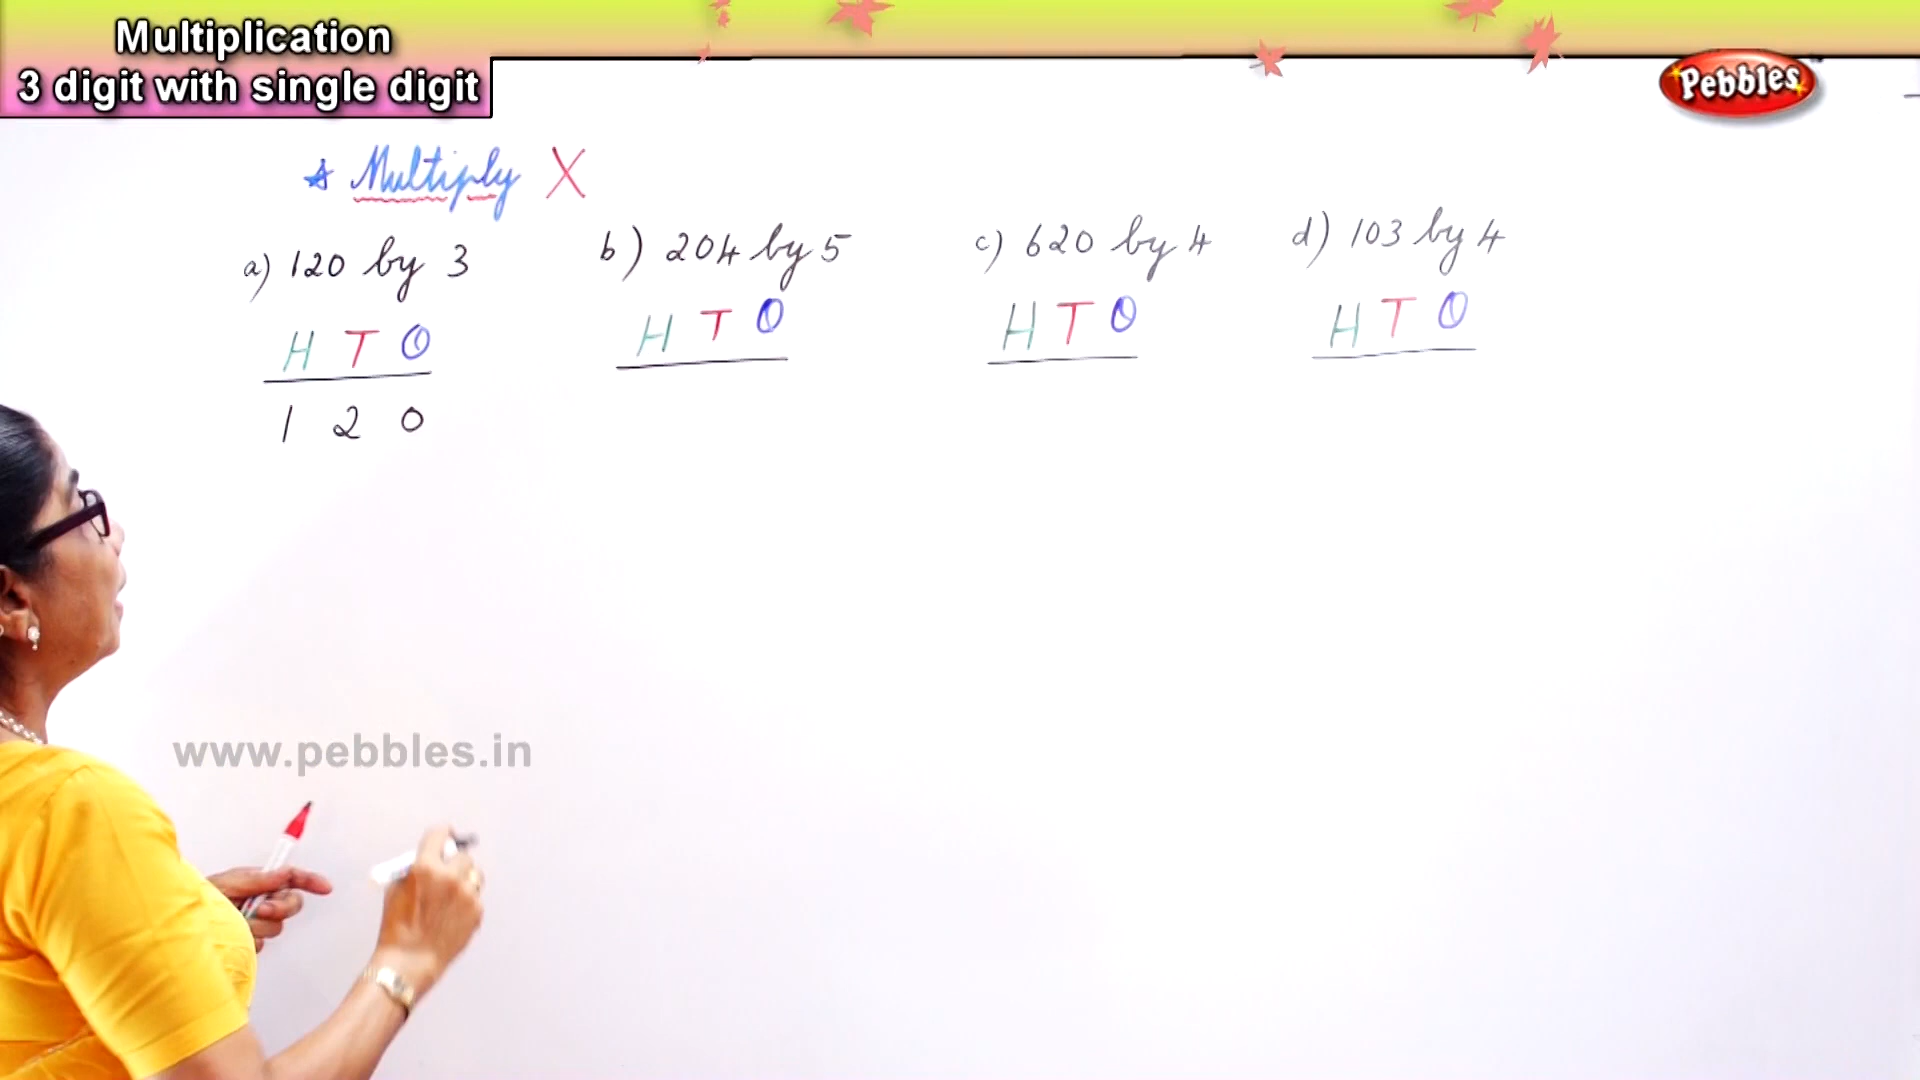 Multiplication
3 digit with single digit
Pebbles
Multiply X
a) 120 by 3
b) 204 by 5
c) 620 by 4
d) 103 by 4
H T O
H T O
H T O
H T O
1 2 0
www.pebbles.in